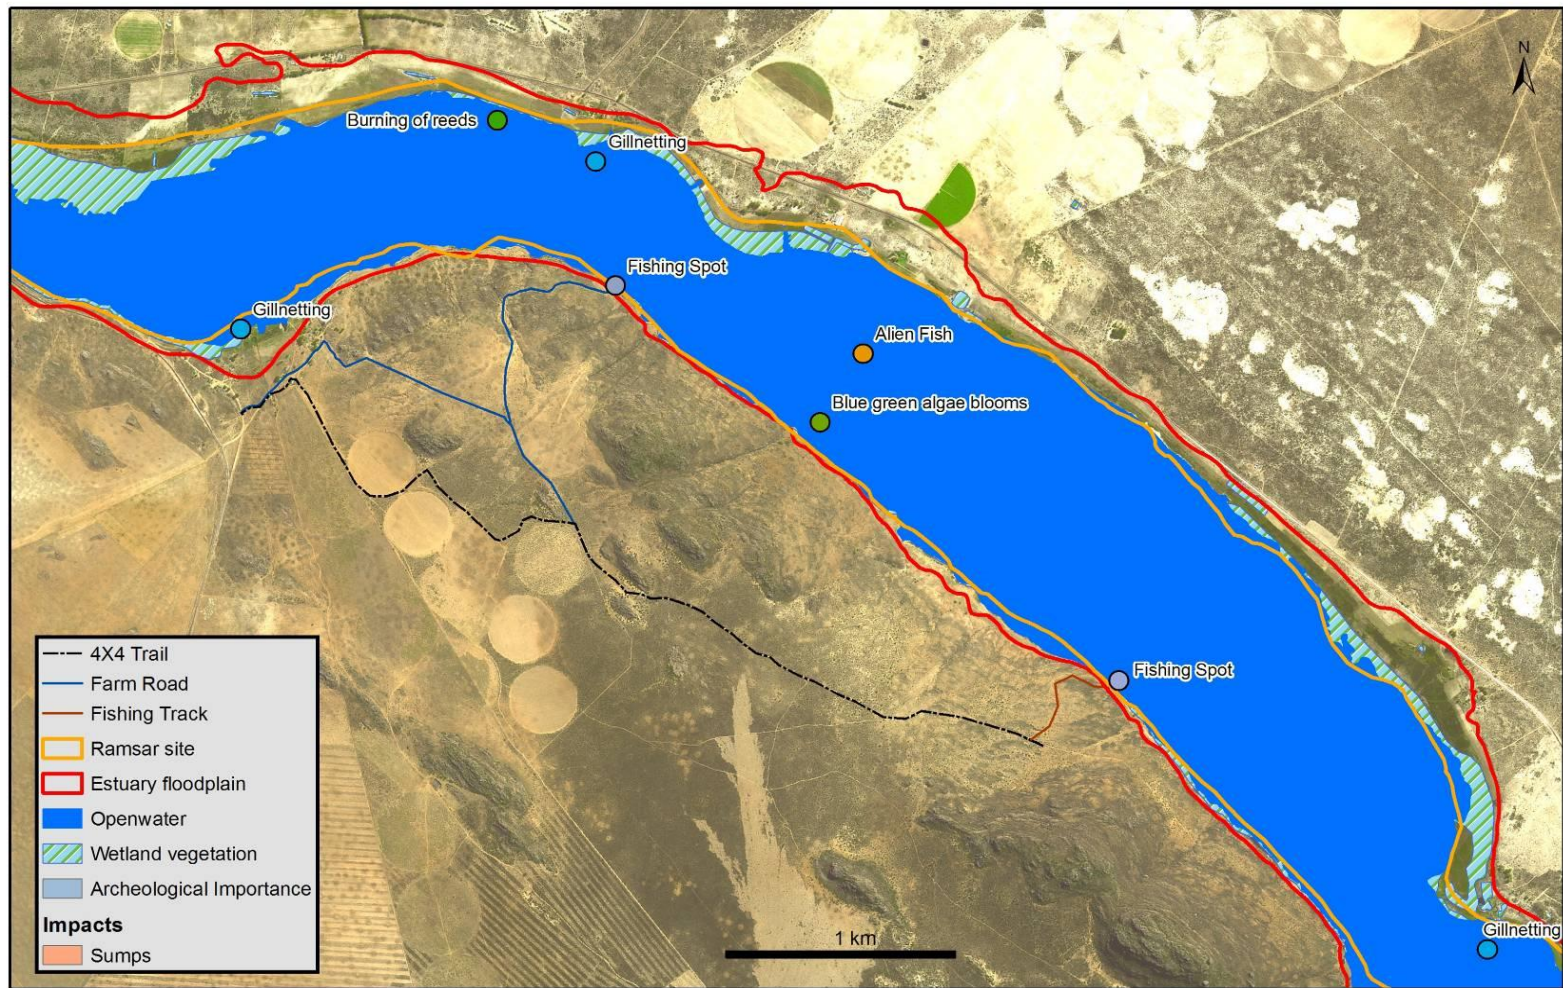 N
Burning of reeds
Gillnetting
Fishing Spot
Gillnetting
Alien Fish
Blue green algae blooms
Fishing Spot
Gillnetting
1 km
4X4 Trail
Farm Road
Fishing Track
Ramsar site
Estuary floodplain
Openwater
Wetland vegetation
Archeological Importance
Impacts
Sumps